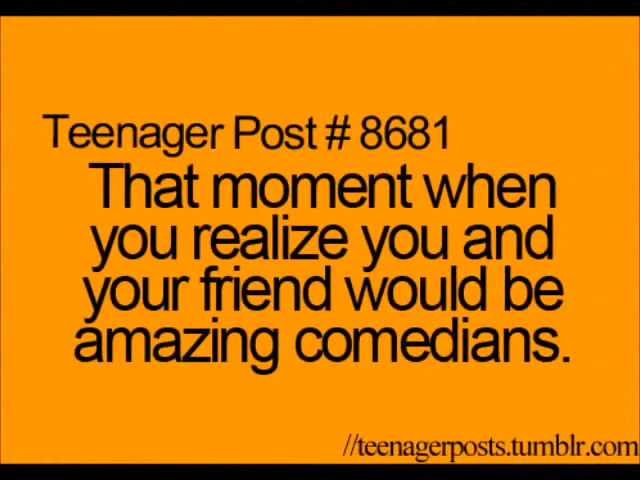 Teenager Post # 8681
That moment when
you realize you and
your friend would be
amazing comedians.
//teenagerposts.tumblr.com